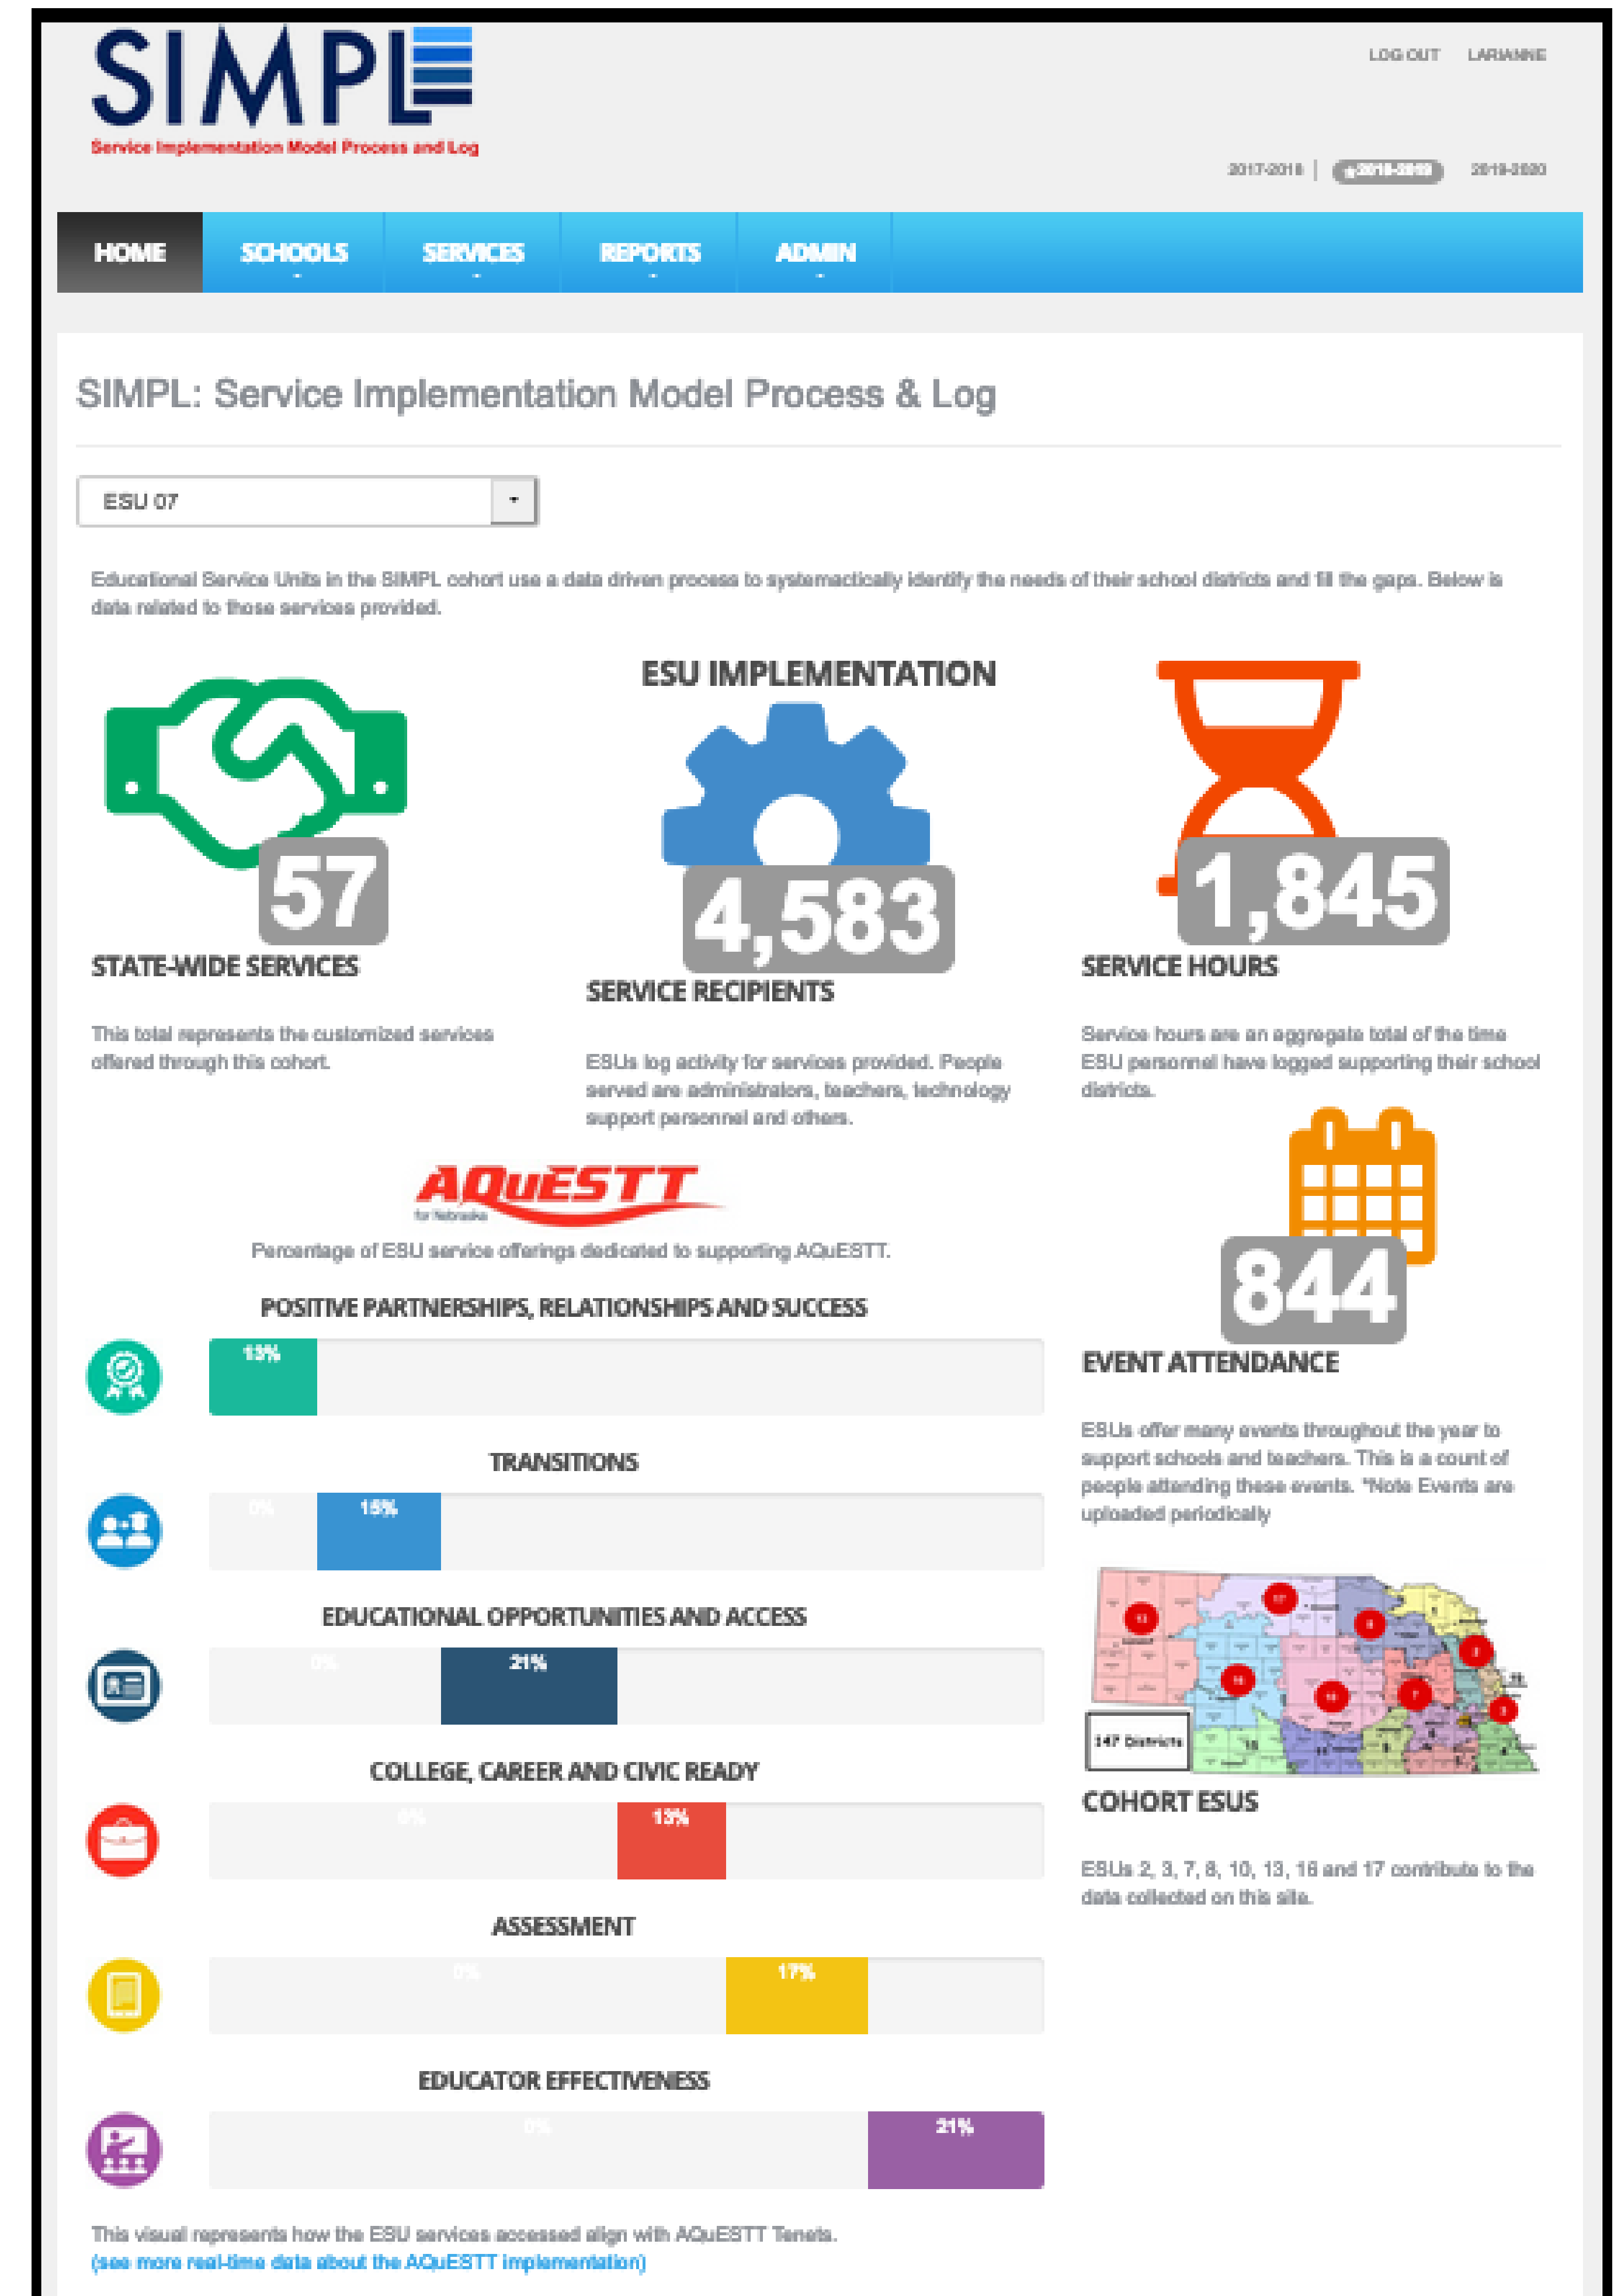 SIMPL
Service Implementation Model Process and Log
LOG OUT LARIANNE
2017-2018 | ★2018-2019 2019-2020
HOME SCHOOLS SERVICES REPORTS ADMIN
SIMPL: Service Implementation Model Process & Log
ESU 07
Educational Service Units in the SIMPL cohort use a data driven process to systemactically identify the needs of their school districts and fill the gaps. Below is
data related to those services provided.
ESU IMPLEMENTATION
57
STATE-WIDE SERVICES
This total represents the customized services
offered through this cohort.
4,583
SERVICE RECIPIENTS
ESUs log activity for services provided. People
served are administrators, teachers, technology
support personnel and others.
1,845
SERVICE HOURS
Service hours are an aggregate total of the time
ESU personnel have logged supporting their school
districts.
AQuESTT
for Nebraska
Percentage of ESU service offerings dedicated to supporting AQuESTT.
POSITIVE PARTNERSHIPS, RELATIONSHIPS AND SUCCESS
13%
TRANSITIONS
0% 15%
EDUCATIONAL OPPORTUNITIES AND ACCESS
0% 21%
COLLEGE, CAREER AND CIVIC READY
0% 13%
ASSESSMENT
0% 17%
EDUCATOR EFFECTIVENESS
0% 21%
This visual represents how the ESU services accessed align with AQuESTT Tenets.
(see more real-time data about the AQuESTT implementation)
844
EVENT ATTENDANCE
ESUs offer many events throughout the year to
support schools and teachers. This is a count of
people attending these events. *Note Events are
uploaded periodically
147 Districts
COHORT ESUS
ESUs 2, 3, 7, 8, 10, 13, 16 and 17 contribute to the
data collected on this site.